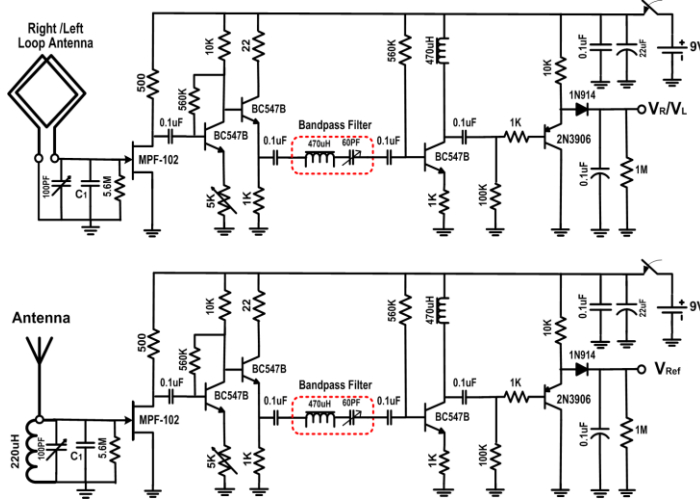 Right /Left
Loop Antenna
500
10K
22
560K
0.1uF
BC547B
BC547B
MPF-102
100PF
C1
5.6M
5K
1K
0.1uF
Bandpass Filter
470uH
60PF
0.1uF
560K
470uH
BC547B
1K
0.1uF
100K
1K
10K
2N3906
1N914
VR/VL
0.1uF
22uF
9V
0.1uF
1M
Antenna
220uH
500
10K
22
560K
0.1uF
BC547B
BC547B
MPF-102
100PF
C1
5.6M
5K
1K
0.1uF
Bandpass Filter
470uH
60PF
0.1uF
560K
470uH
BC547B
1K
0.1uF
100K
1K
10K
2N3906
1N914
VRef
0.1uF
22uF
9V
0.1uF
1M